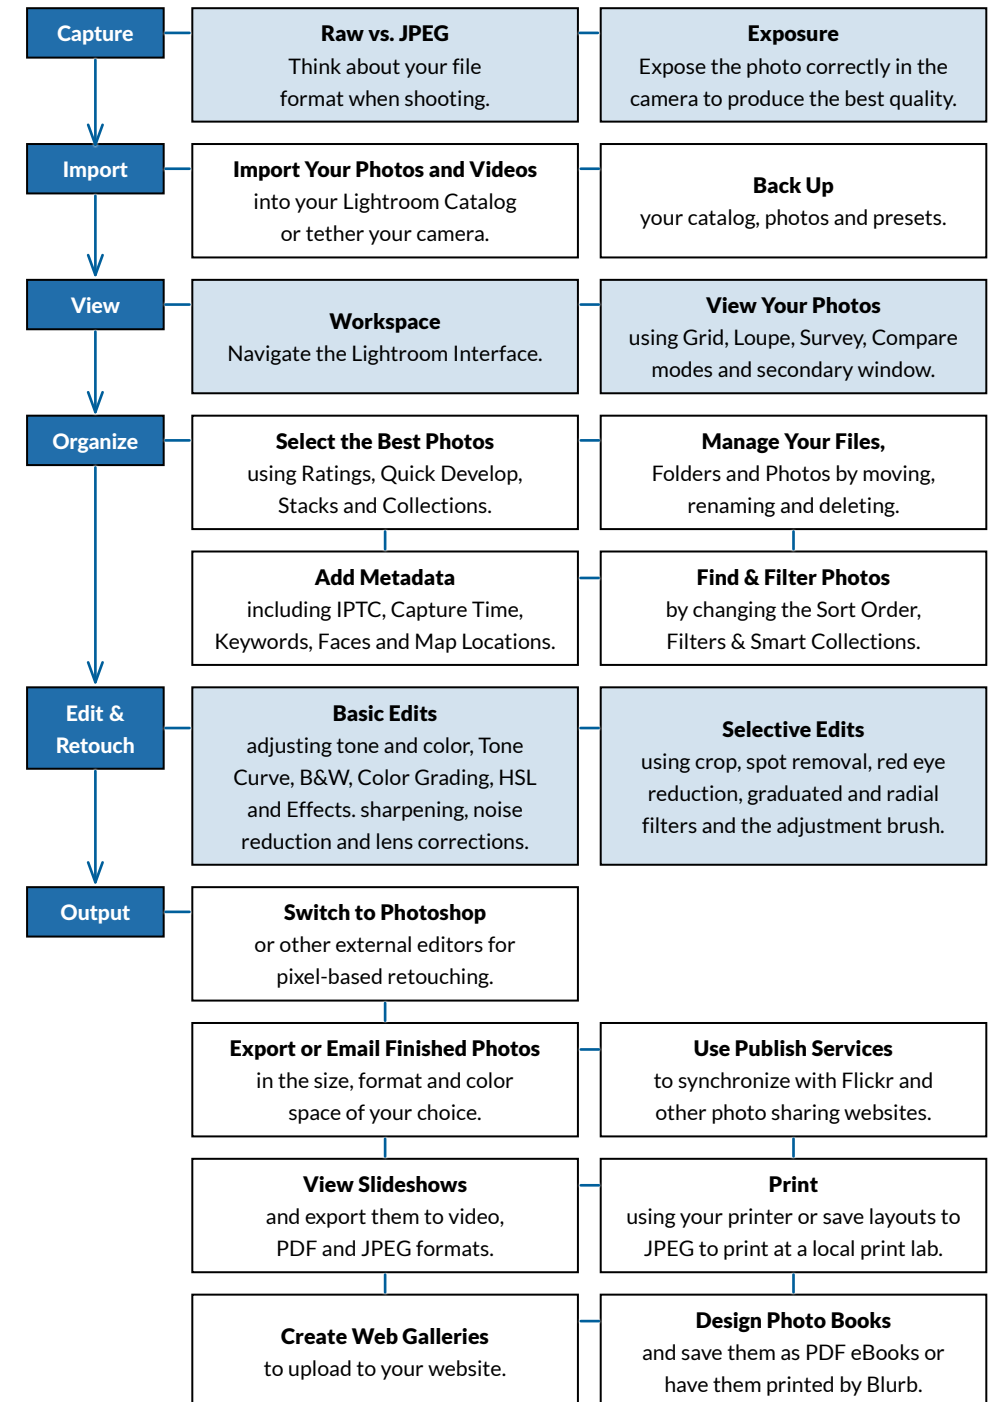 Capture
Raw vs. JPEG
Think about your file
format when shooting.
Exposure
Expose the photo correctly in the
camera to produce the best quality.
Import
Import Your Photos and Videos
into your Lightroom Catalog
or tether your camera.
Back Up
your catalog, photos and presets.
View
Workspace
Navigate the Lightroom Interface.
View Your Photos
using Grid, Loupe, Survey, Compare
modes and secondary window.
Organize
Select the Best Photos
using Ratings, Quick Develop,
Stacks and Collections.
Manage Your Files,
Folders and Photos by moving,
renaming and deleting.
Add Metadata
including IPTC, Capture Time,
Keywords, Faces and Map Locations.
Find & Filter Photos
by changing the Sort Order,
Filters & Smart Collections.
Edit &
Retouch
Basic Edits
adjusting tone and color, Tone
Curve, B&W, Color Grading, HSL
and Effects. sharpening, noise
reduction and lens corrections.
Selective Edits
using crop, spot removal, red eye
reduction, graduated and radial
filters and the adjustment brush.
Output
Switch to Photoshop
or other external editors for
pixel-based retouching.
Export or Email Finished Photos
in the size, format and color
space of your choice.
Use Publish Services
to synchronize with Flickr and
other photo sharing websites.
View Slideshows
and export them to video,
PDF and JPEG formats.
Print
using your printer or save layouts to
JPEG to print at a local print lab.
Create Web Galleries
to upload to your website.
Design Photo Books
and save them as PDF eBooks or
have them printed by Blurb.